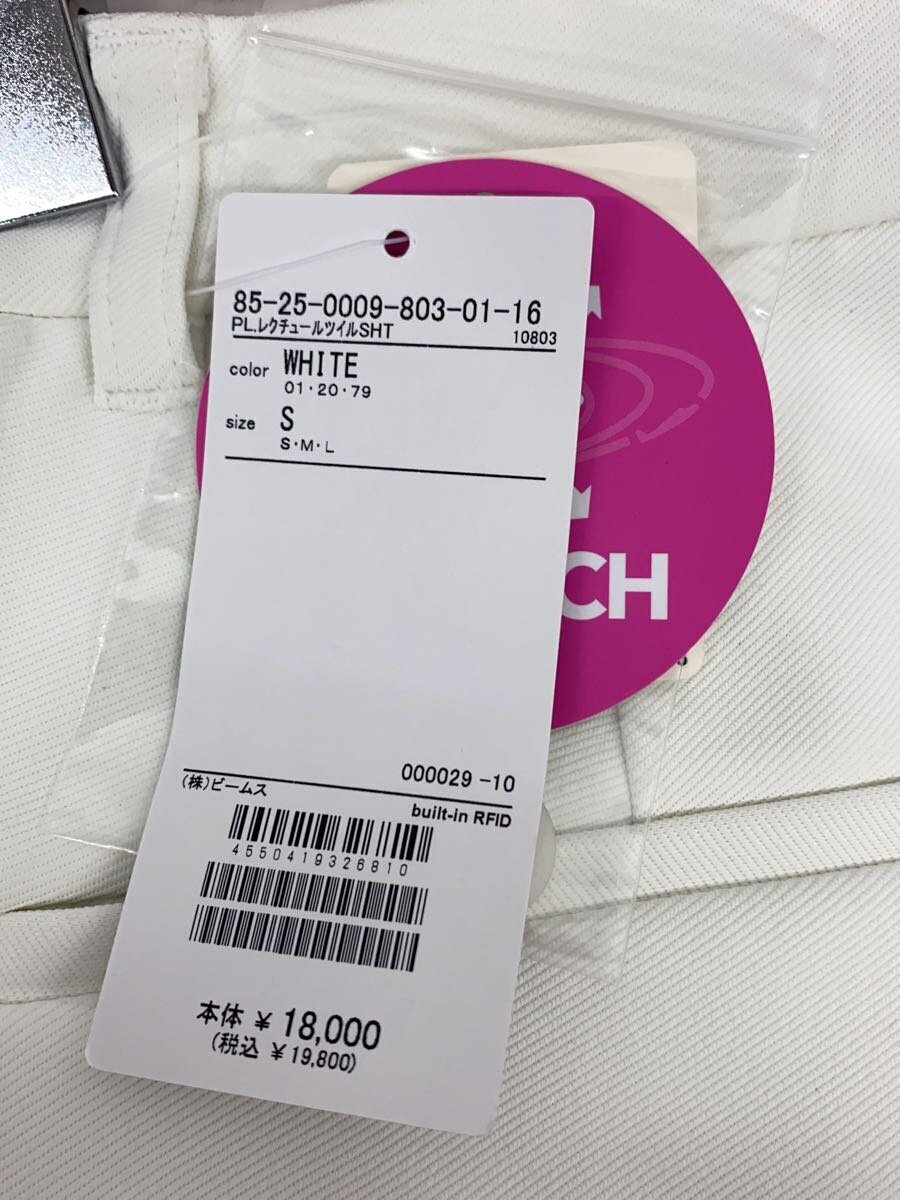 85-25-0009-803-01-16
PL.レクチュールツイルSHT 10803
color WHITE
01・20・79
size S
S・M・L
CH
000029 -10
(株)ビームス
built-in RFID
4550419326810
本体 ¥ 18,000
(税込 ¥19,800)